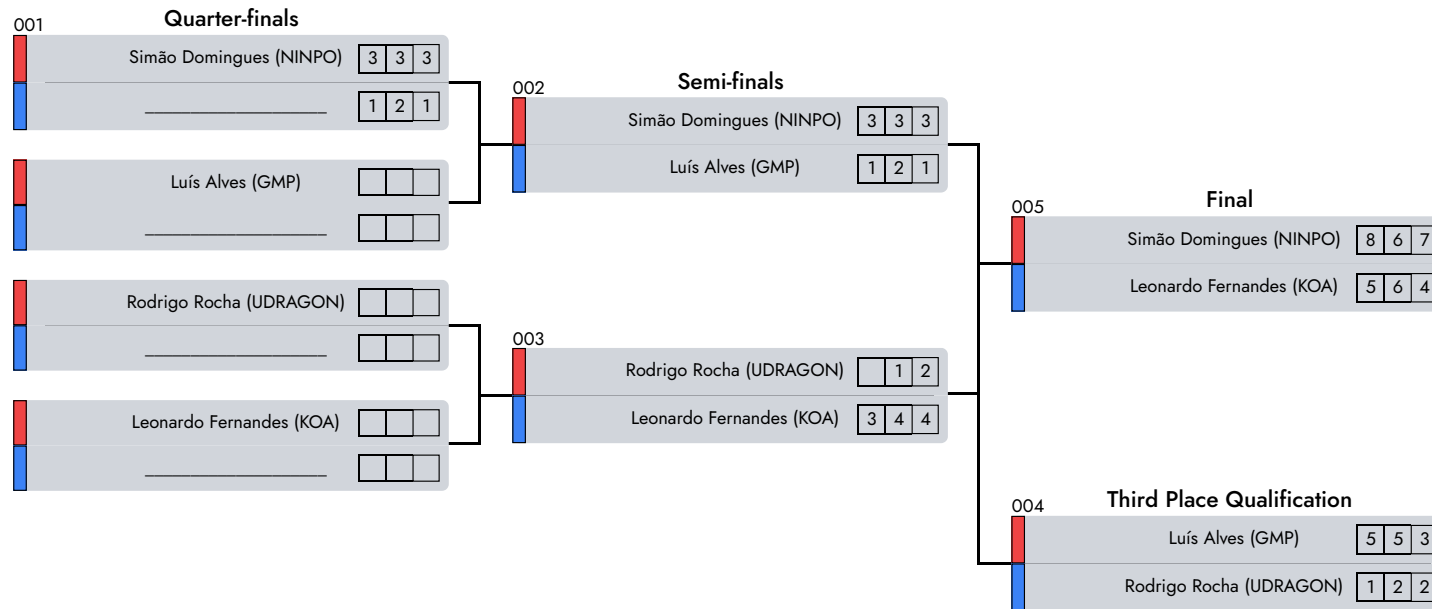 Quarter-finals
001
Simão Domingues (NINPO) 3 3 3
____________________ 1 2 1
Luís Alves (GMP)
____________________
Rodrigo Rocha (UDRAGON)
____________________
Leonardo Fernandes (KOA)
____________________
Semi-finals
002
Simão Domingues (NINPO) 3 3 3
Luís Alves (GMP) 1 2 1
003
Rodrigo Rocha (UDRAGON) 1 2
Leonardo Fernandes (KOA) 3 4 4
Final
005
Simão Domingues (NINPO) 8 6 7
Leonardo Fernandes (KOA) 5 6 4
Third Place Qualification
004
Luís Alves (GMP) 5 5 3
Rodrigo Rocha (UDRAGON) 1 2 2